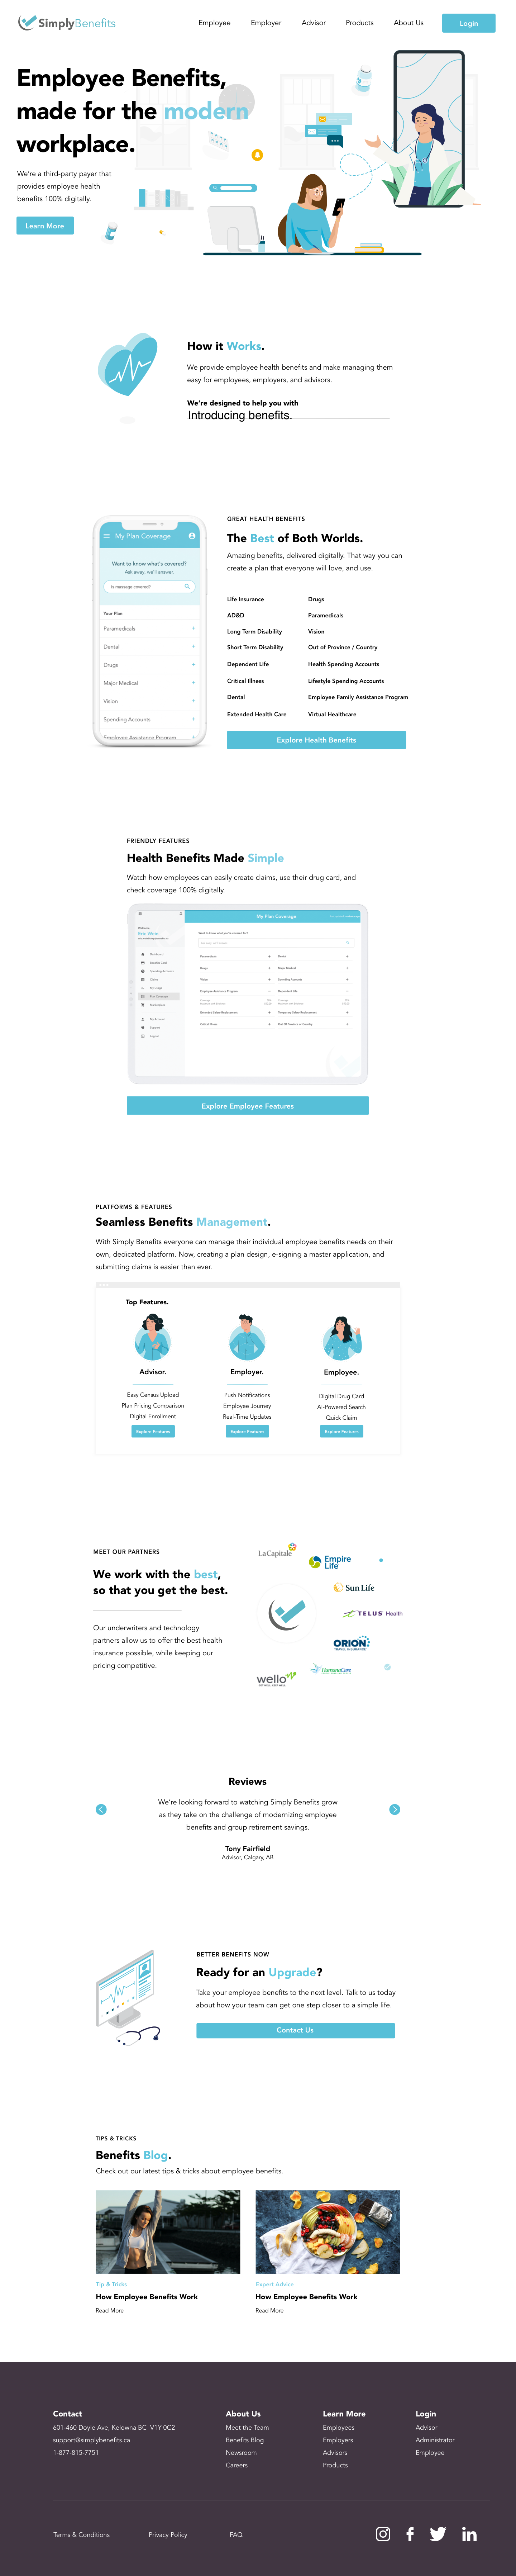 SimplyBenefits
Employee
Employer
Advisor
Products
About Us
Login
Employee Benefits,
made for the modern
workplace.
We're a third-party payer that
provides employee health
benefits 100% digitally.
Learn More
How it Works.
We provide employee health benefits and make managing them
easy for employees, employers, and advisors.
We're designed to help you with
Introducing benefits.
My Plan Coverage
Want to know what's covered?
Ask away, we'll answer.
Is massage covered?
Your Plan
Paramedicals
Dental
Drugs
Major Medical
Vision
Spending Accounts
Employee Assistance Program
GREAT HEALTH BENEFITS
The Best of Both Worlds.
Amazing benefits, delivered digitally. That way you can
create a plan that everyone will love, and use.
Life Insurance
Drugs
AD&D
Paramedicals
Long Term Disability
Vision
Short Term Disability
Out of Province / Country
Dependent Life
Health Spending Accounts
Critical Illness
Lifestyle Spending Accounts
Dental
Employee Family Assistance Program
Extended Health Care
Virtual Healthcare
Explore Health Benefits
FRIENDLY FEATURES
Health Benefits Made Simple
Watch how employees can easily create claims, use their drug card, and
check coverage 100% digitally.
My Plan Coverage
Explore Employee Features
PLATFORMS & FEATURES
Seamless Benefits Management.
With Simply Benefits everyone can manage their individual employee benefits needs on their
own, dedicated platform. Now, creating a plan design, e-signing a master application, and
submitting claims is easier than ever.
Top Features.
Advisor.
Easy Census Upload
Plan Pricing Comparison
Digital Enrollment
Explore Features
Employer.
Push Notifications
Employee Journey
Real-Time Updates
Explore Features
Employee.
Digital Drug Card
AI-Powered Search
Quick Claim
Explore Features
MEET OUR PARTNERS
We work with the best,
so that you get the best.
Our underwriters and technology
partners allow us to offer the best health
insurance possible, while keeping our
pricing competitive.
La Capitale
Empire
Life
Sun Life
TELUS Health
ORION
TRAVEL INSURANCE
HumanaCare
wello
Reviews
We're looking forward to watching Simply Benefits grow
as they take on the challenge of modernizing employee
benefits and group retirement savings.
Tony Fairfield
Advisor, Calgary, AB
BETTER BENEFITS NOW
Ready for an Upgrade?
Take your employee benefits to the next level. Talk to us today
about how your team can get one step closer to a simple life.
Contact Us
TIPS & TRICKS
Benefits Blog.
Check out our latest tips & tricks about employee benefits.
Tip & Tricks
How Employee Benefits Work
Read More
Expert Advice
How Employee Benefits Work
Read More
Contact
601-460 Doyle Ave, Kelowna BC V1Y 0C2
support@simplybenefits.ca
1-877-815-7751
About Us
Meet the Team
Benefits Blog
Newsroom
Careers
Learn More
Employees
Employers
Advisors
Products
Login
Advisor
Administrator
Employee
Terms & Conditions
Privacy Policy
FAQ